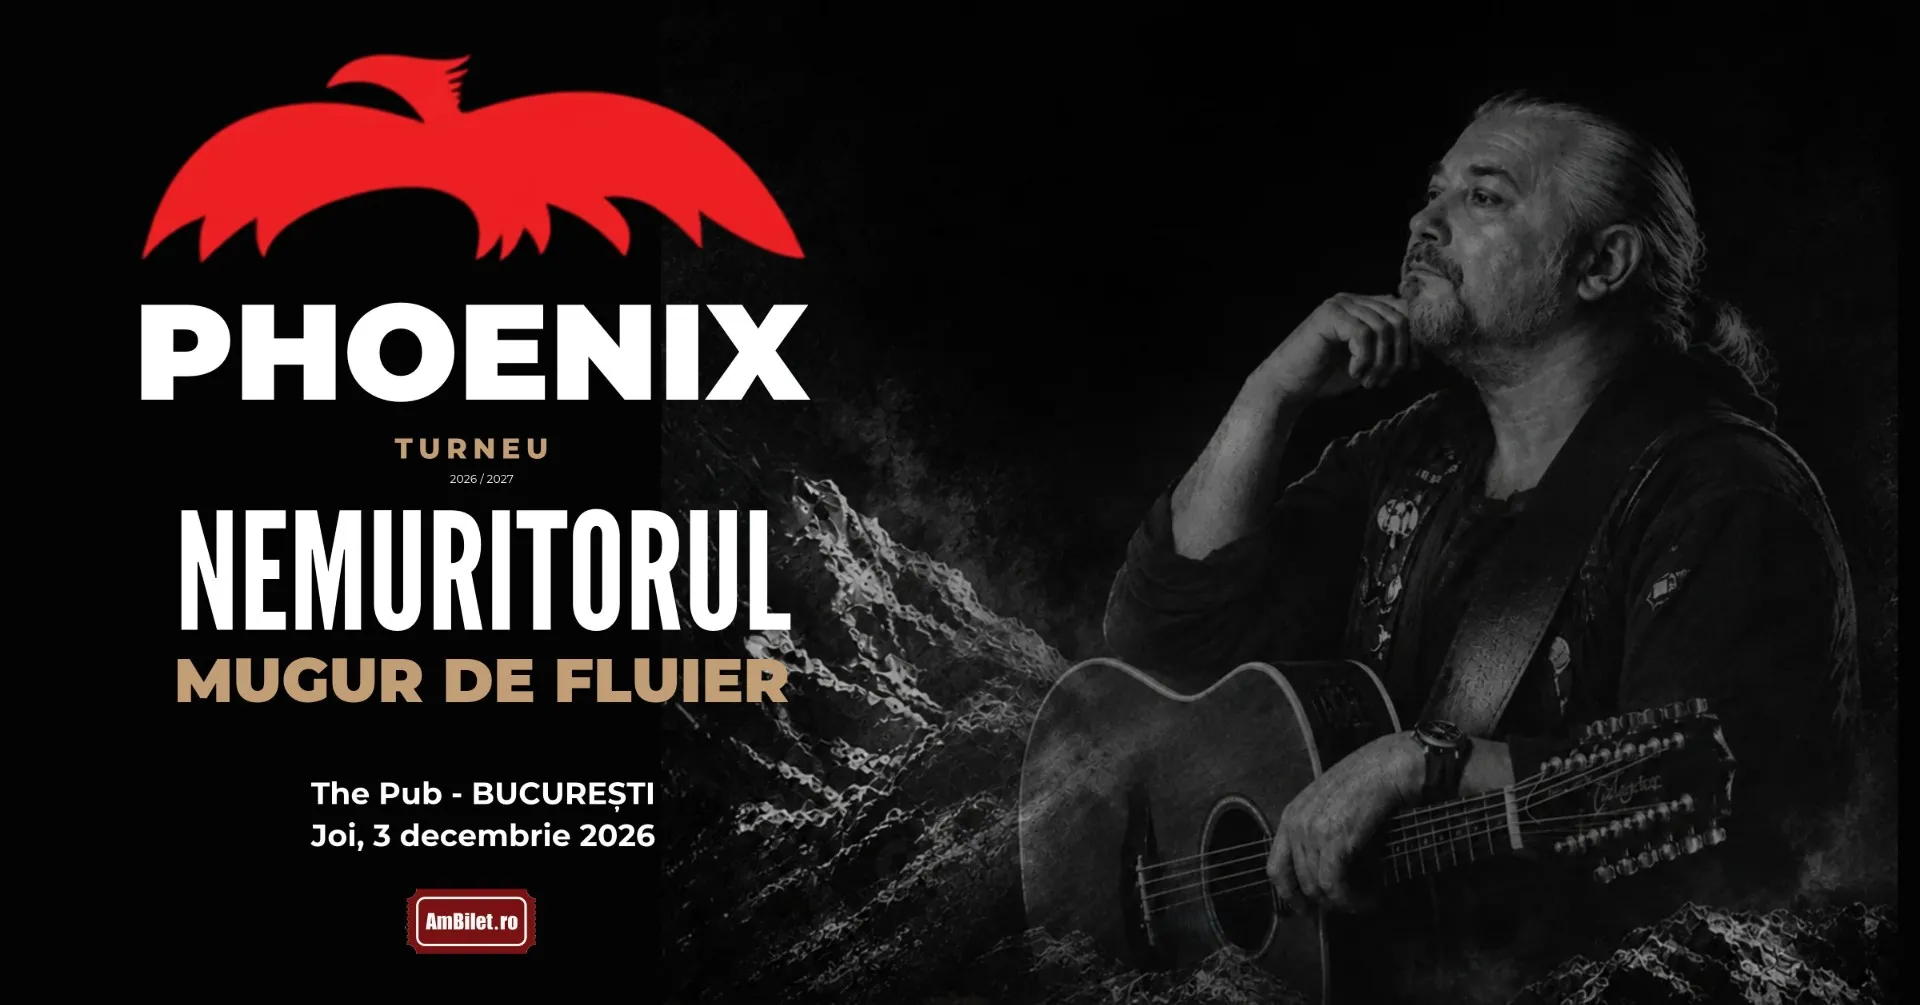 PHOENIX
TURNEU
2026 / 2027
NEMURITORUL
MUGUR DE FLUIER
The Pub - BUCUREȘTI
Joi, 3 decembrie 2026
AmBilet.ro